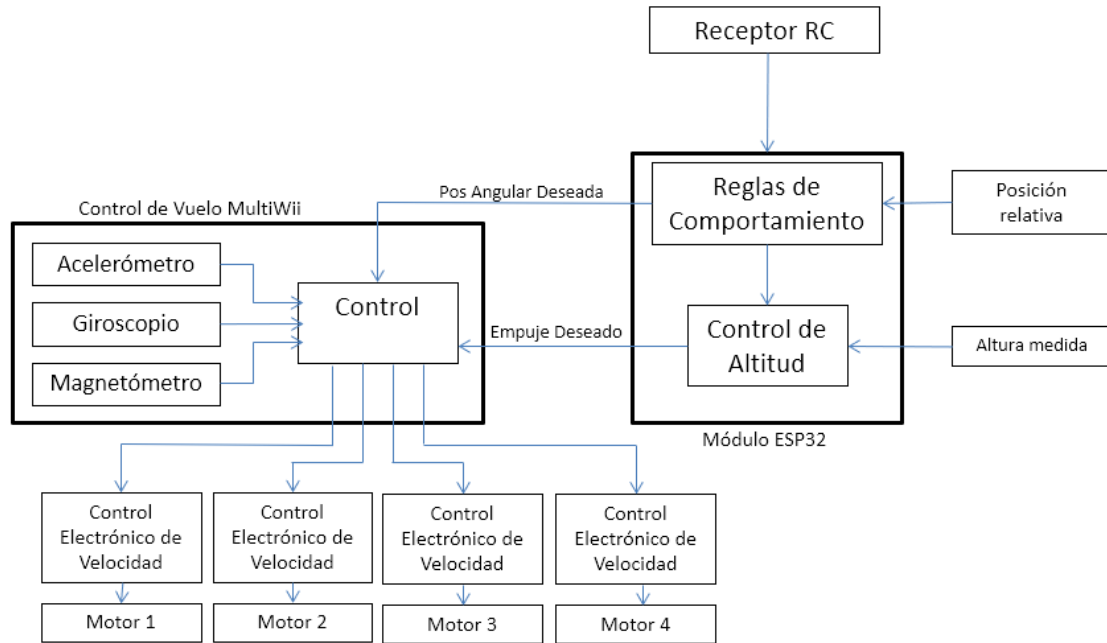 Receptor RC
Reglas de
Comportamiento
Posición
relativa
Pos Angular Deseada
Control de Vuelo MultiWii
Acelerómetro
Giroscopio
Magnetómetro
Control
Empuje Deseado
Control de
Altitud
Altura medida
Módulo ESP32
Control
Electrónico de
Velocidad
Control
Electrónico de
Velocidad
Control
Electrónico de
Velocidad
Control
Electrónico de
Velocidad
Motor 1
Motor 2
Motor 3
Motor 4